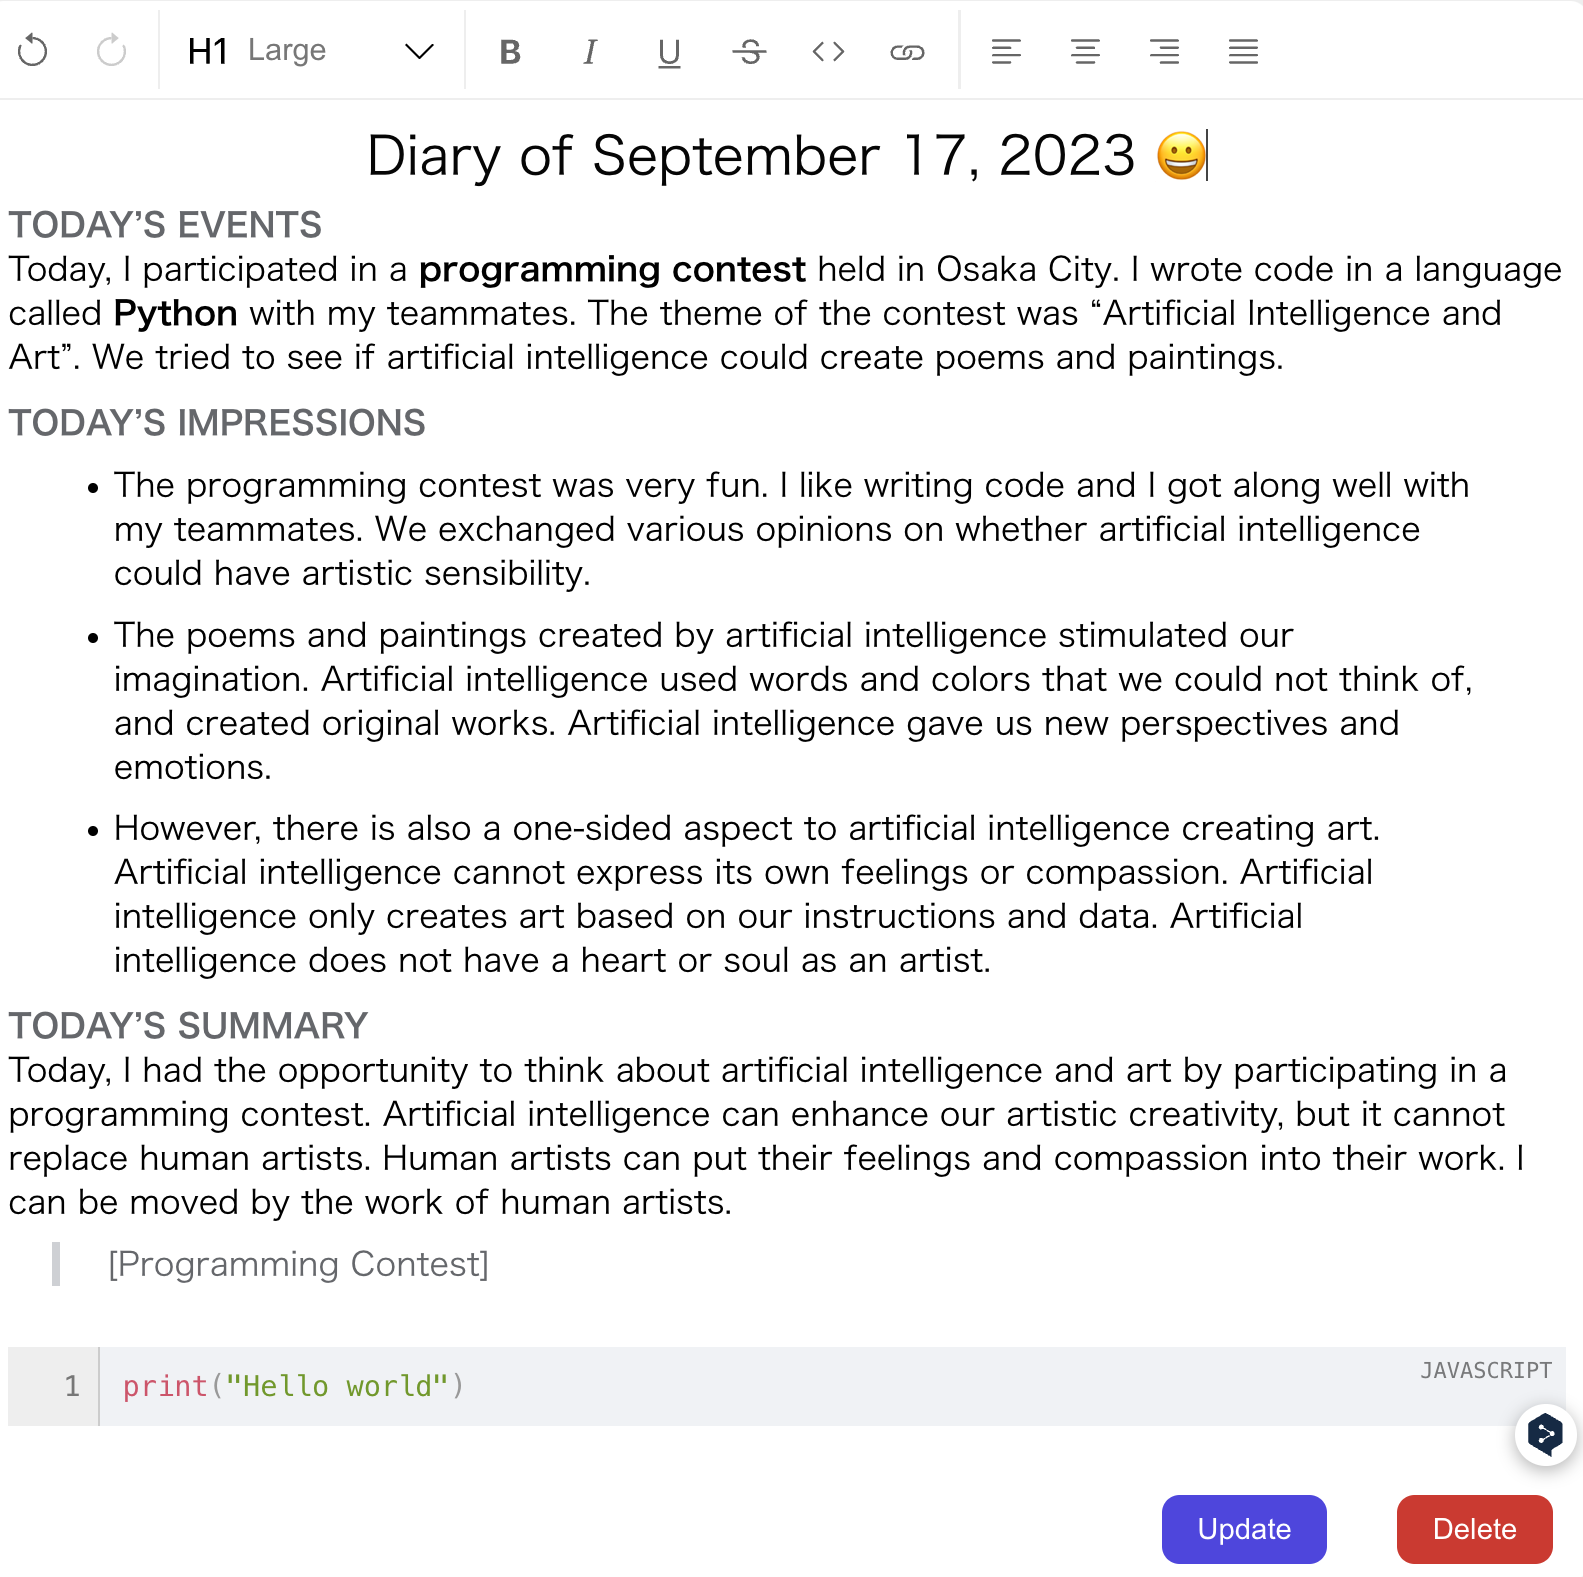 H1 Large B I U S <>
Diary of September 17, 2023 😀
TODAY’S EVENTS
Today, I participated in a programming contest held in Osaka City. I wrote code in a language
called Python with my teammates. The theme of the contest was “Artificial Intelligence and
Art”. We tried to see if artificial intelligence could create poems and paintings.
TODAY’S IMPRESSIONS
• The programming contest was very fun. I like writing code and I got along well with
my teammates. We exchanged various opinions on whether artificial intelligence
could have artistic sensibility.
• The poems and paintings created by artificial intelligence stimulated our
imagination. Artificial intelligence used words and colors that we could not think of,
and created original works. Artificial intelligence gave us new perspectives and
emotions.
• However, there is also a one-sided aspect to artificial intelligence creating art.
Artificial intelligence cannot express its own feelings or compassion. Artificial
intelligence only creates art based on our instructions and data. Artificial
intelligence does not have a heart or soul as an artist.
TODAY’S SUMMARY
Today, I had the opportunity to think about artificial intelligence and art by participating in a
programming contest. Artificial intelligence can enhance our artistic creativity, but it cannot
replace human artists. Human artists can put their feelings and compassion into their work. I
can be moved by the work of human artists.
[Programming Contest]
JAVASCRIPT
1 print("Hello world")
Update Delete